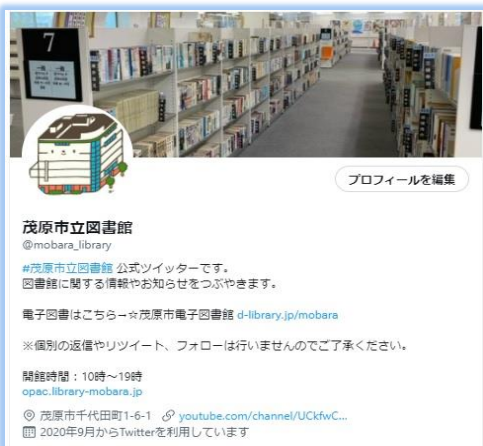 7
プロフィールを編集
茂原市立図書館
@mobara_library
#茂原市立図書館 公式ツイッターです。
図書館に関する情報やお知らせをつぶやきます。
電子図書はこちら→☆茂原市電子図書館 d-library.jp/mobara
※個別の返信やリツイート、フォローは行いませんのでご了承ください。
開館時間：10時～19時
opac.library-mobara.jp
茂原市千代田町1-6-1 youtube.com/channel/UCkfwC...
2020年9月からTwitterを利用しています